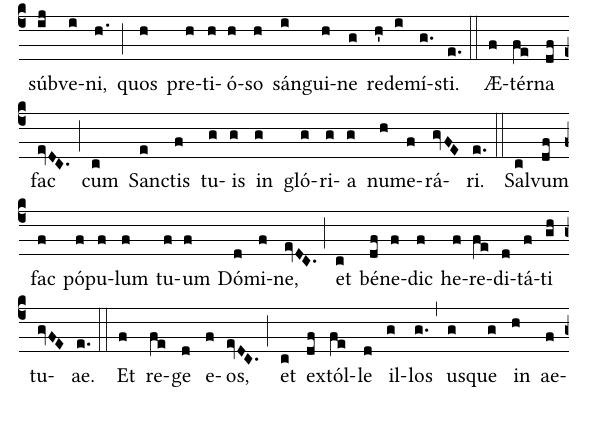 súbve-ni, quos pre-ti-ó-so sángui-ne redemí-sti. Æ-térna
fac cum Sanctis tu-is in gló-ri-a nume-rá-ri. Salvum
fac pópu-lum tu-um Dómi-ne, et béne-dic he-re-di-tá-ti
tu-ae. Et re-ge e-os, et extól-le il-los usque in ae-